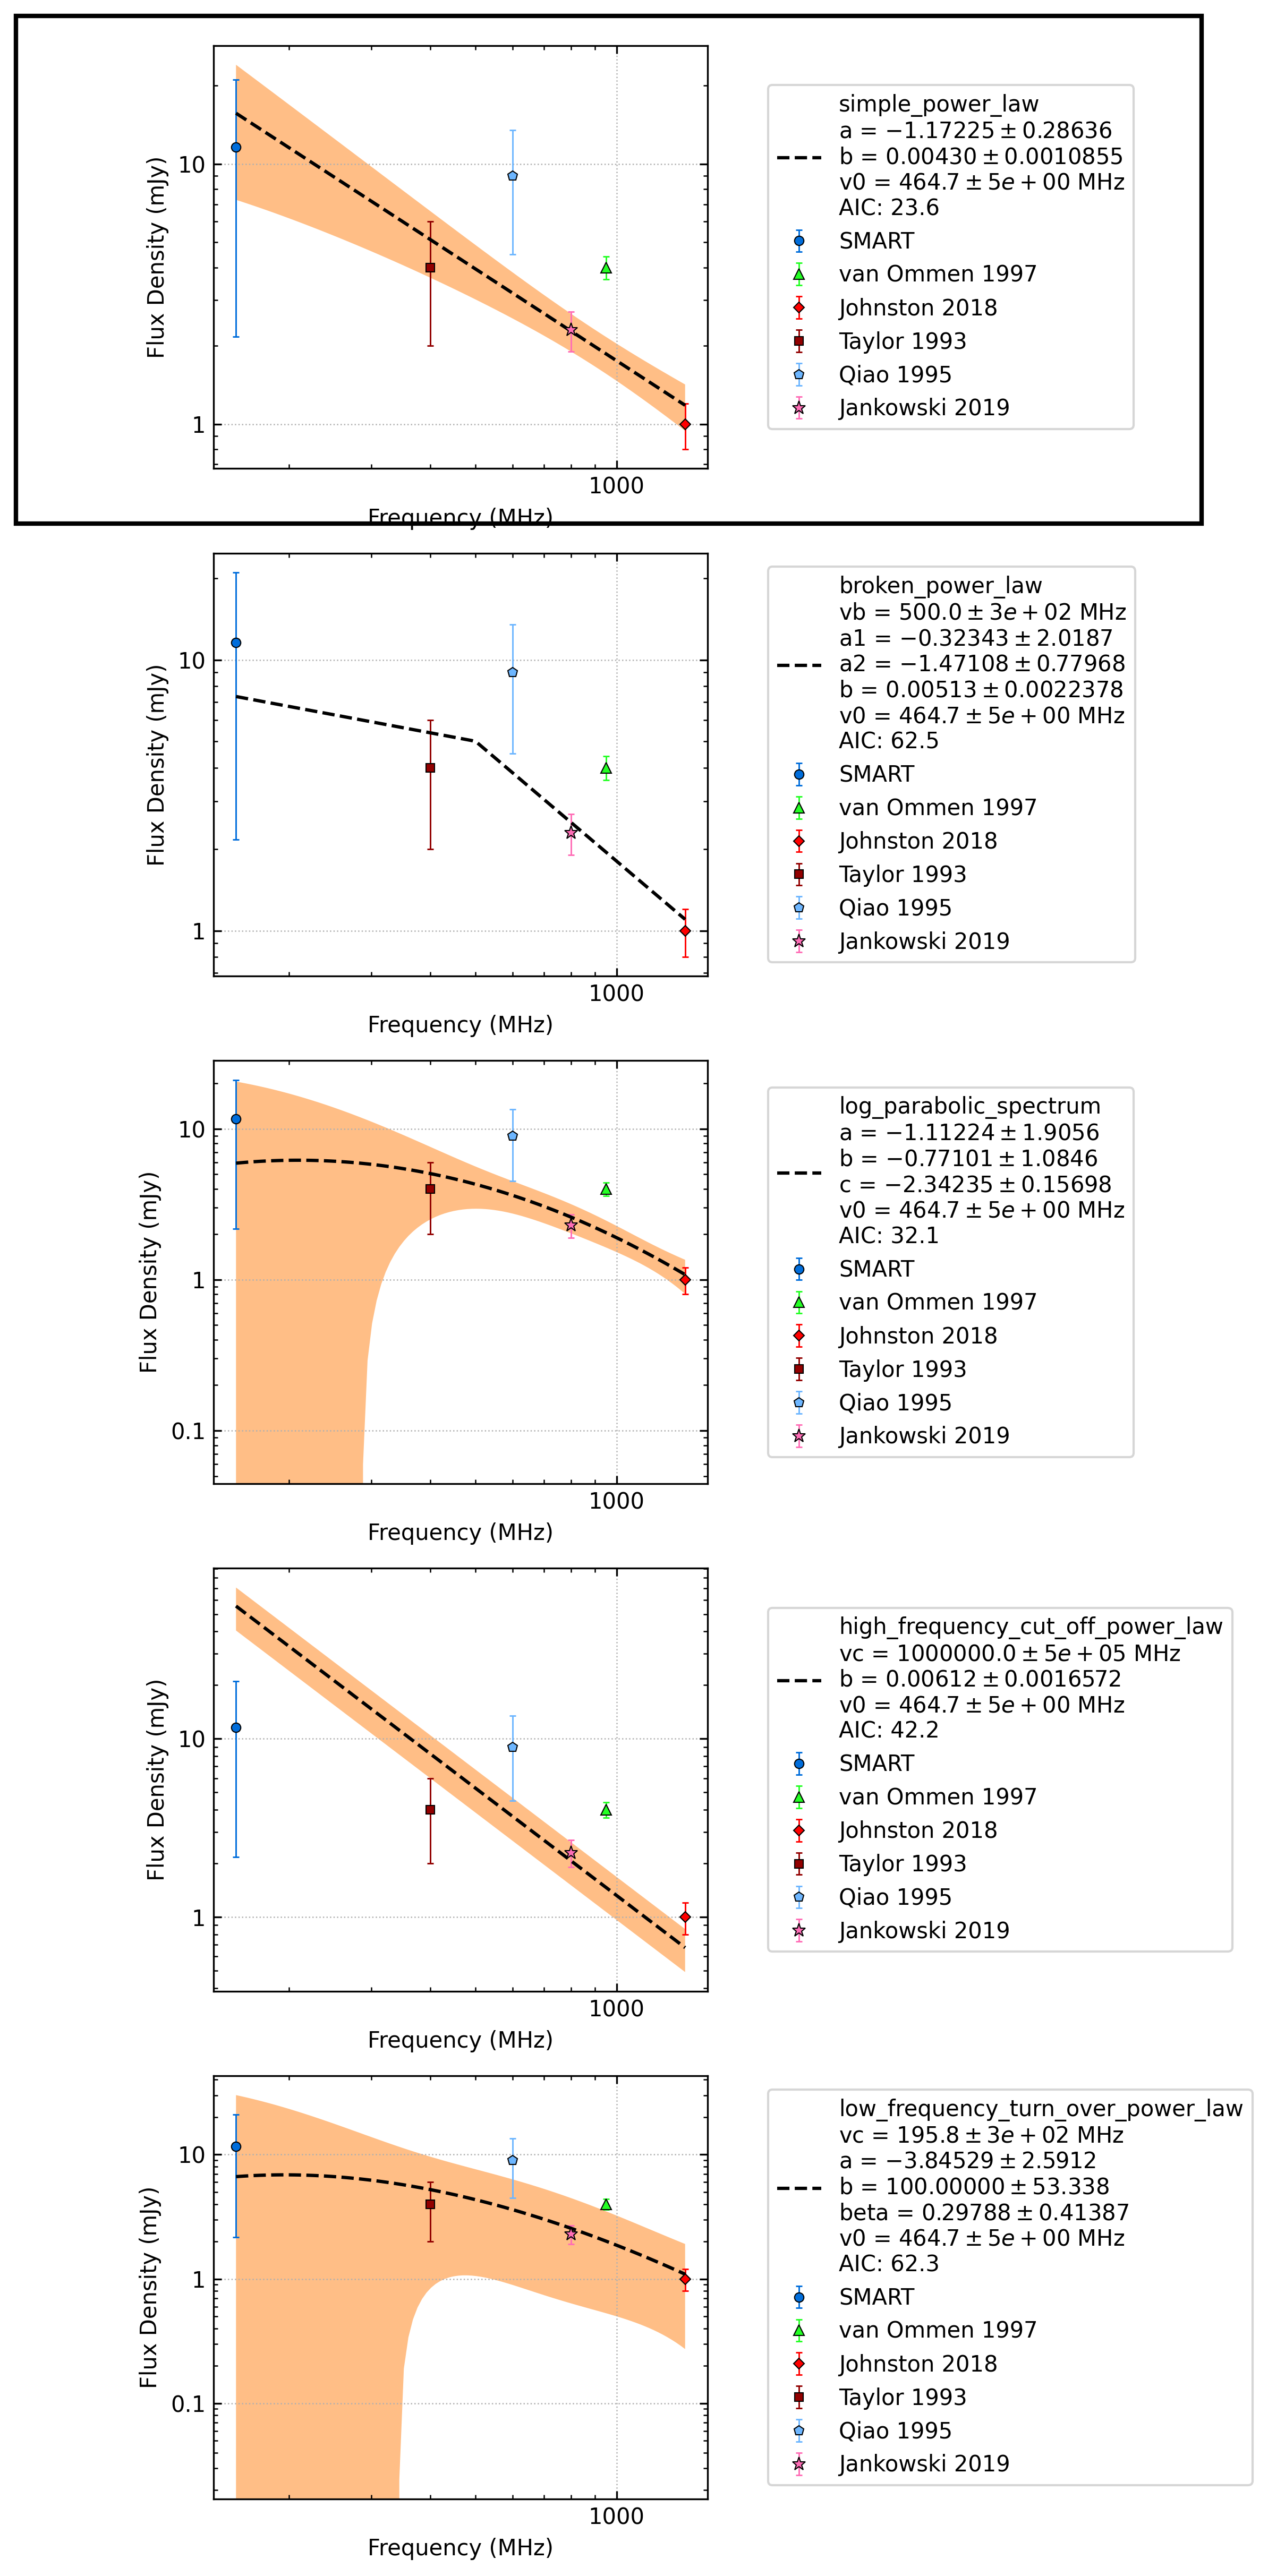 10
1
1000
Flux Density (mJy)
Frequency (MHz)
simple_power_law
a = −1.17225 ± 0.28636
b = 0.00430 ± 0.0010855
v0 = 464.7 ± 5e + 00 MHz
AIC: 23.6
SMART
van Ommen 1997
Johnston 2018
Taylor 1993
Qiao 1995
Jankowski 2019
10
1
1000
Flux Density (mJy)
Frequency (MHz)
broken_power_law
vb = 500.0 ± 3e + 02 MHz
a1 = −0.32343 ± 2.0187
a2 = −1.47108 ± 0.77968
b = 0.00513 ± 0.0022378
v0 = 464.7 ± 5e + 00 MHz
AIC: 62.5
SMART
van Ommen 1997
Johnston 2018
Taylor 1993
Qiao 1995
Jankowski 2019
10
1
0.1
1000
Flux Density (mJy)
Frequency (MHz)
log_parabolic_spectrum
a = −1.11224 ± 1.9056
b = −0.77101 ± 1.0846
c = −2.34235 ± 0.15698
v0 = 464.7 ± 5e + 00 MHz
AIC: 32.1
SMART
van Ommen 1997
Johnston 2018
Taylor 1993
Qiao 1995
Jankowski 2019
10
1
1000
Flux Density (mJy)
Frequency (MHz)
high_frequency_cut_off_power_law
vc = 1000000.0 ± 5e + 05 MHz
b = 0.00612 ± 0.0016572
v0 = 464.7 ± 5e + 00 MHz
AIC: 42.2
SMART
van Ommen 1997
Johnston 2018
Taylor 1993
Qiao 1995
Jankowski 2019
10
1
0.1
1000
Flux Density (mJy)
Frequency (MHz)
low_frequency_turn_over_power_law
vc = 195.8 ± 3e + 02 MHz
a = −3.84529 ± 2.5912
b = 100.00000 ± 53.338
beta = 0.29788 ± 0.41387
v0 = 464.7 ± 5e + 00 MHz
AIC: 62.3
SMART
van Ommen 1997
Johnston 2018
Taylor 1993
Qiao 1995
Jankowski 2019